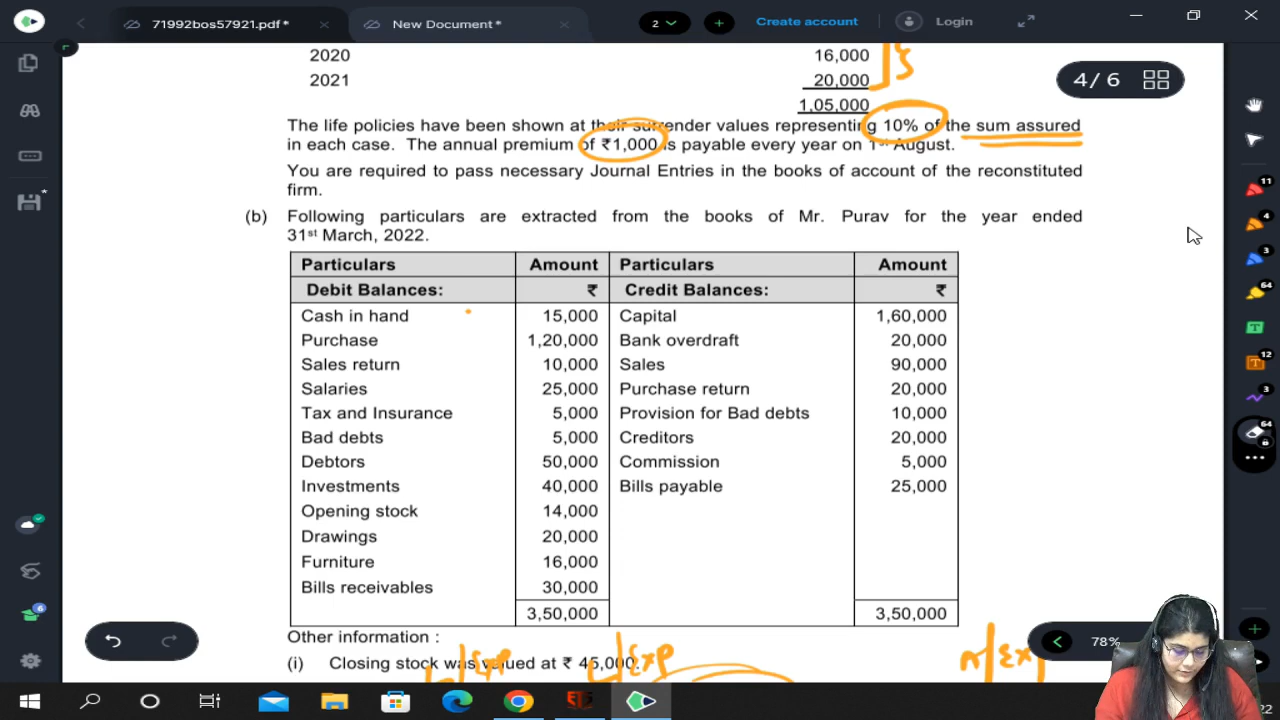 71992bos57921.pdf*
New Document*
2
Create account
Login
4/6
2020 16,000
2021 20,000
1,05,000
The life policies have been shown at their surrender values representing 10% of the sum assured
in each case. The annual premium of ₹1,000 is payable every year on 1st August.
You are required to pass necessary Journal Entries in the books of account of the reconstituted
firm.
(b) Following particulars are extracted from the books of Mr. Purav for the year ended
31st March, 2022.
Particulars Amount Particulars Amount
Debit Balances: ₹ Credit Balances: ₹
Cash in hand 15,000 Capital 1,60,000
Purchase 1,20,000 Bank overdraft 20,000
Sales return 10,000 Sales 90,000
Salaries 25,000 Purchase return 20,000
Tax and Insurance 5,000 Provision for Bad debts 10,000
Bad debts 5,000 Creditors 20,000
Debtors 50,000 Commission 5,000
Investments 40,000 Bills payable 25,000
Opening stock 14,000
Drawings 20,000
Furniture 16,000
Bills receivables 30,000
3,50,000 3,50,000
Other information :
(i) Closing stock was valued at ₹ 45,000.
78%
11
4
3
64
12
3
64
6
22